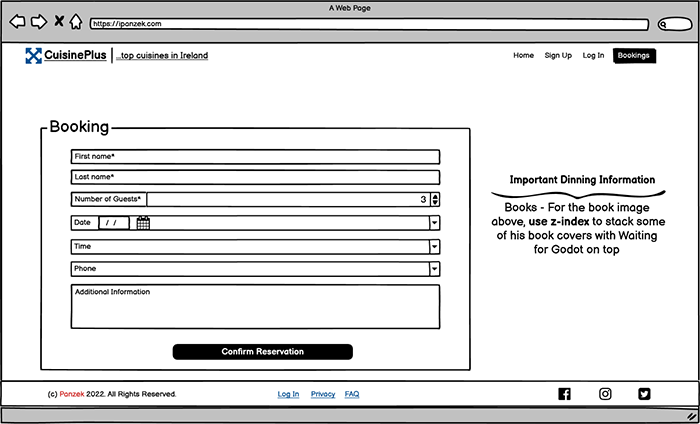 A Web Page
https://ipanzek.com
CuisinePlus
...top cuisines in Ireland
Home Sign Up Log In Bookings
Booking
First name*
Last name*
Number of Guests* 3
Date / /
Time
Phone
Additional Information
Confirm Reservation
Important Dinning Information
Books - For the book image
above, use z-index to stack some
of his book covers with Waiting
for Godot on top
(c) Panzek 2022. All Rights Reserved.
Log In Privacy FAQ